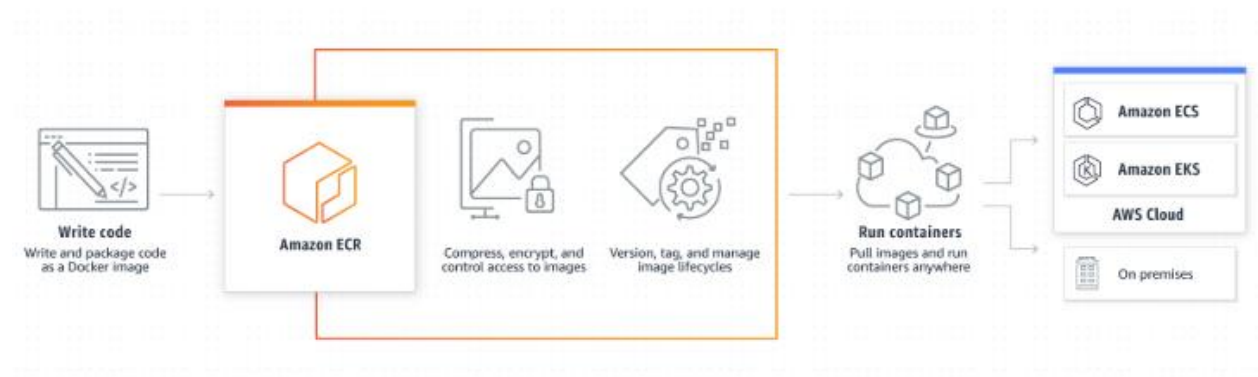 Write code
Write and package code
as a Docker image
Amazon ECR
Compress, encrypt, and
control access to images
Version, tag, and manage
image lifecycles
Run containers
Pull images and run
containers anywhere
Amazon ECS
Amazon EKS
AWS Cloud
On premises